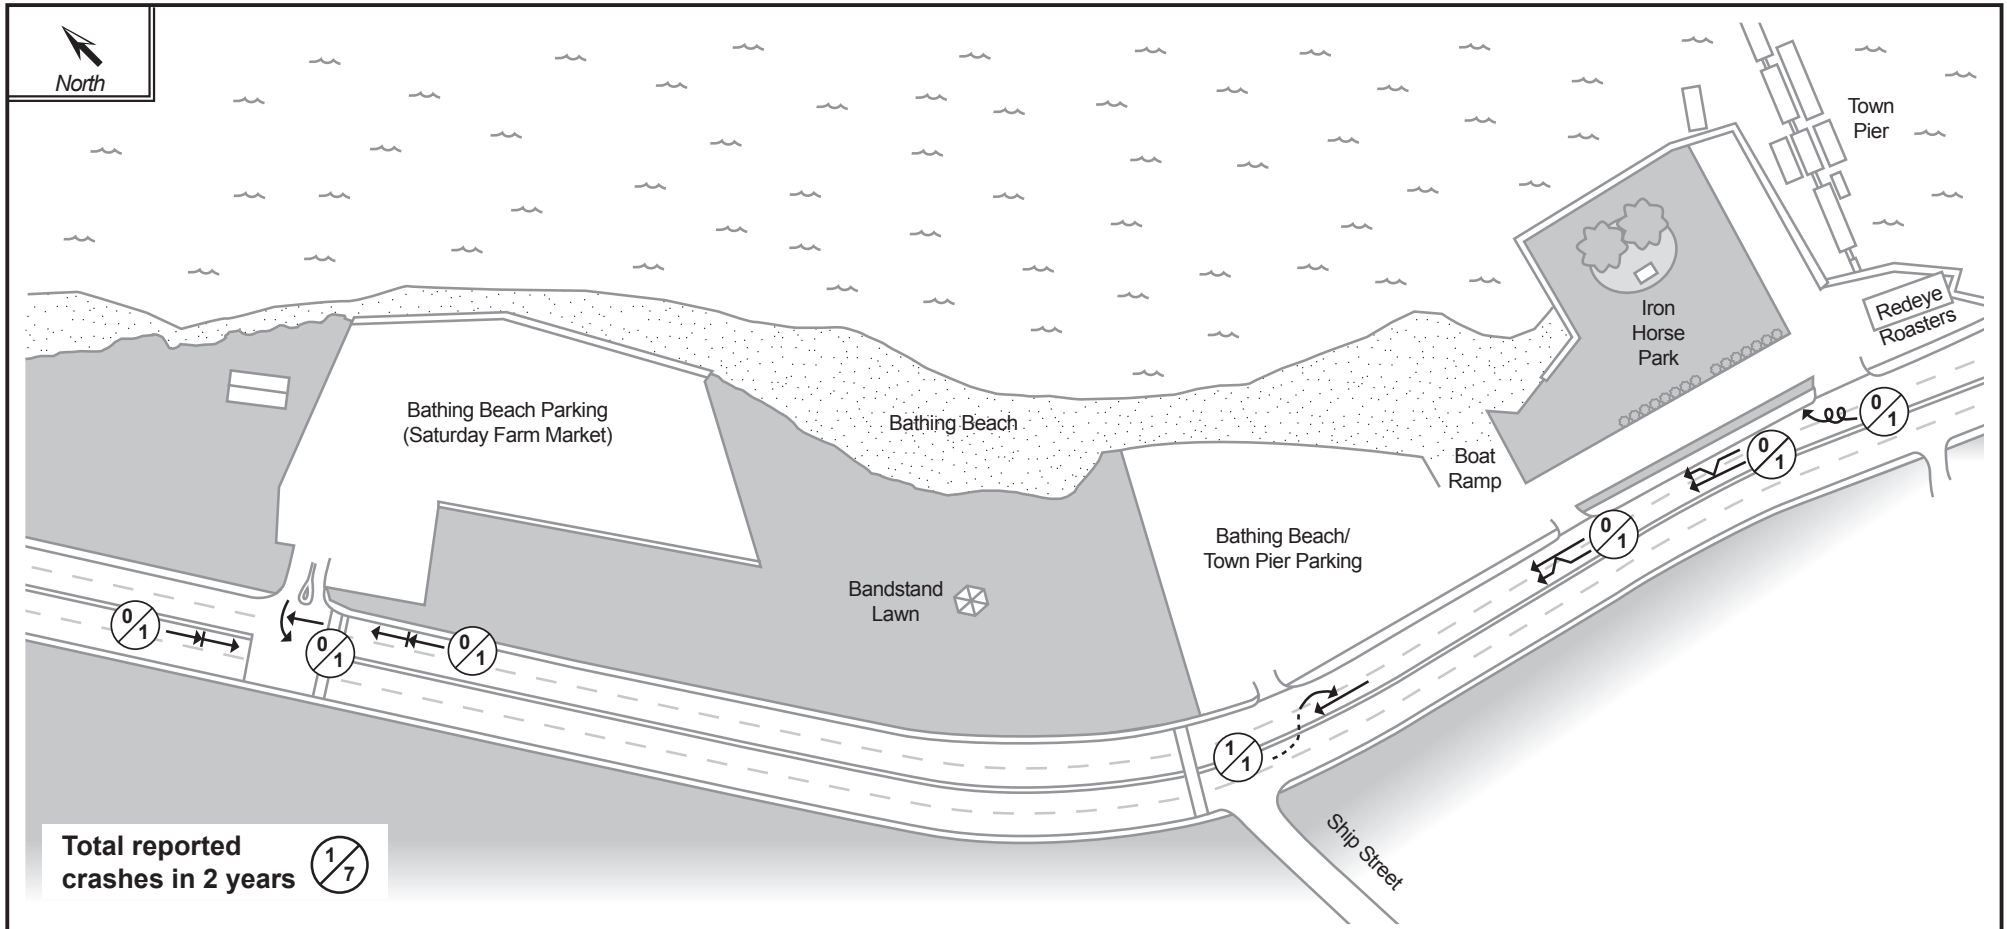 North
Town
Pier
Redeye
Roasters
Iron
Horse
Park
Bathing Beach Parking
(Saturday Farm Market)
Bathing Beach
Boat
Ramp
Bathing Beach/
Town Pier Parking
Bandstand
Lawn
0/1
0/1
0/1
0/1
0/1
0/1
1/1
Ship Street
Total reported
crashes in 2 years
1/7